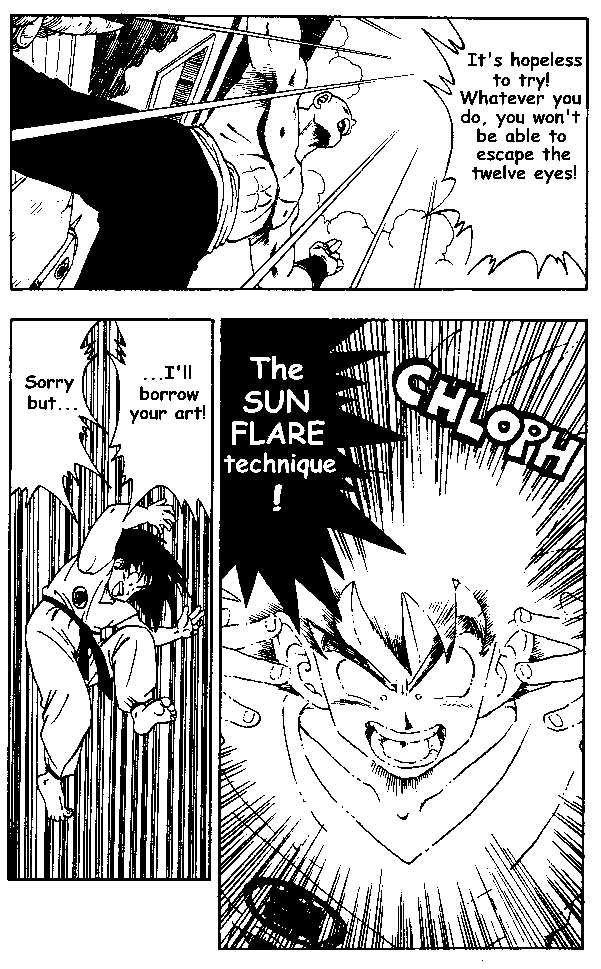 It's hopeless
to try!
Whatever you
do, you won't
be able to
escape the
twelve eyes!
Sorry
but...
...I'll
borrow
your art!
The
SUN
FLARE
technique
!
CHLOPH